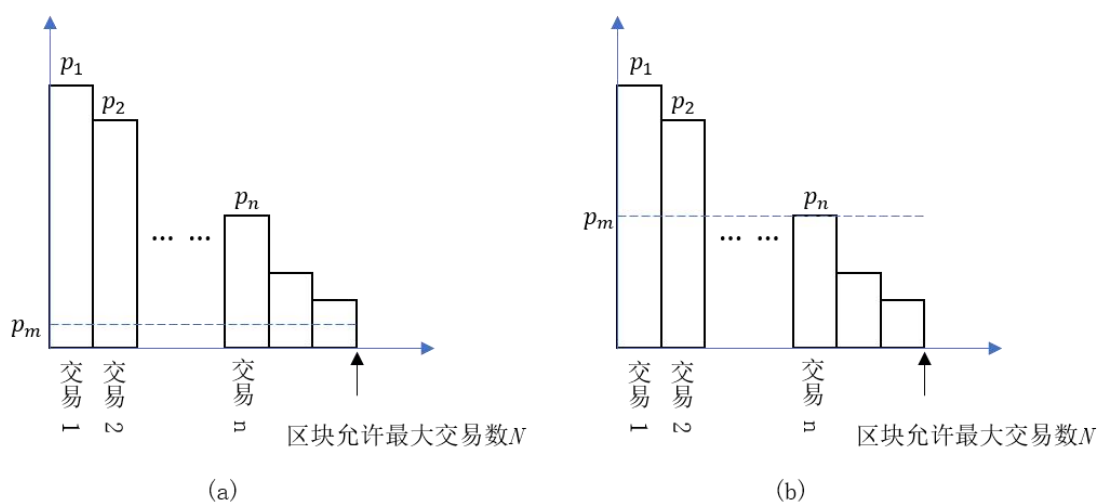 p₁
p₂
... ...
pₙ
pₘ
交易 1
交易 2
交易 n
区块允许最大交易数N
(a)
p₁
p₂
... ...
pₙ
pₘ
交易 1
交易 2
交易 n
区块允许最大交易数N
(b)